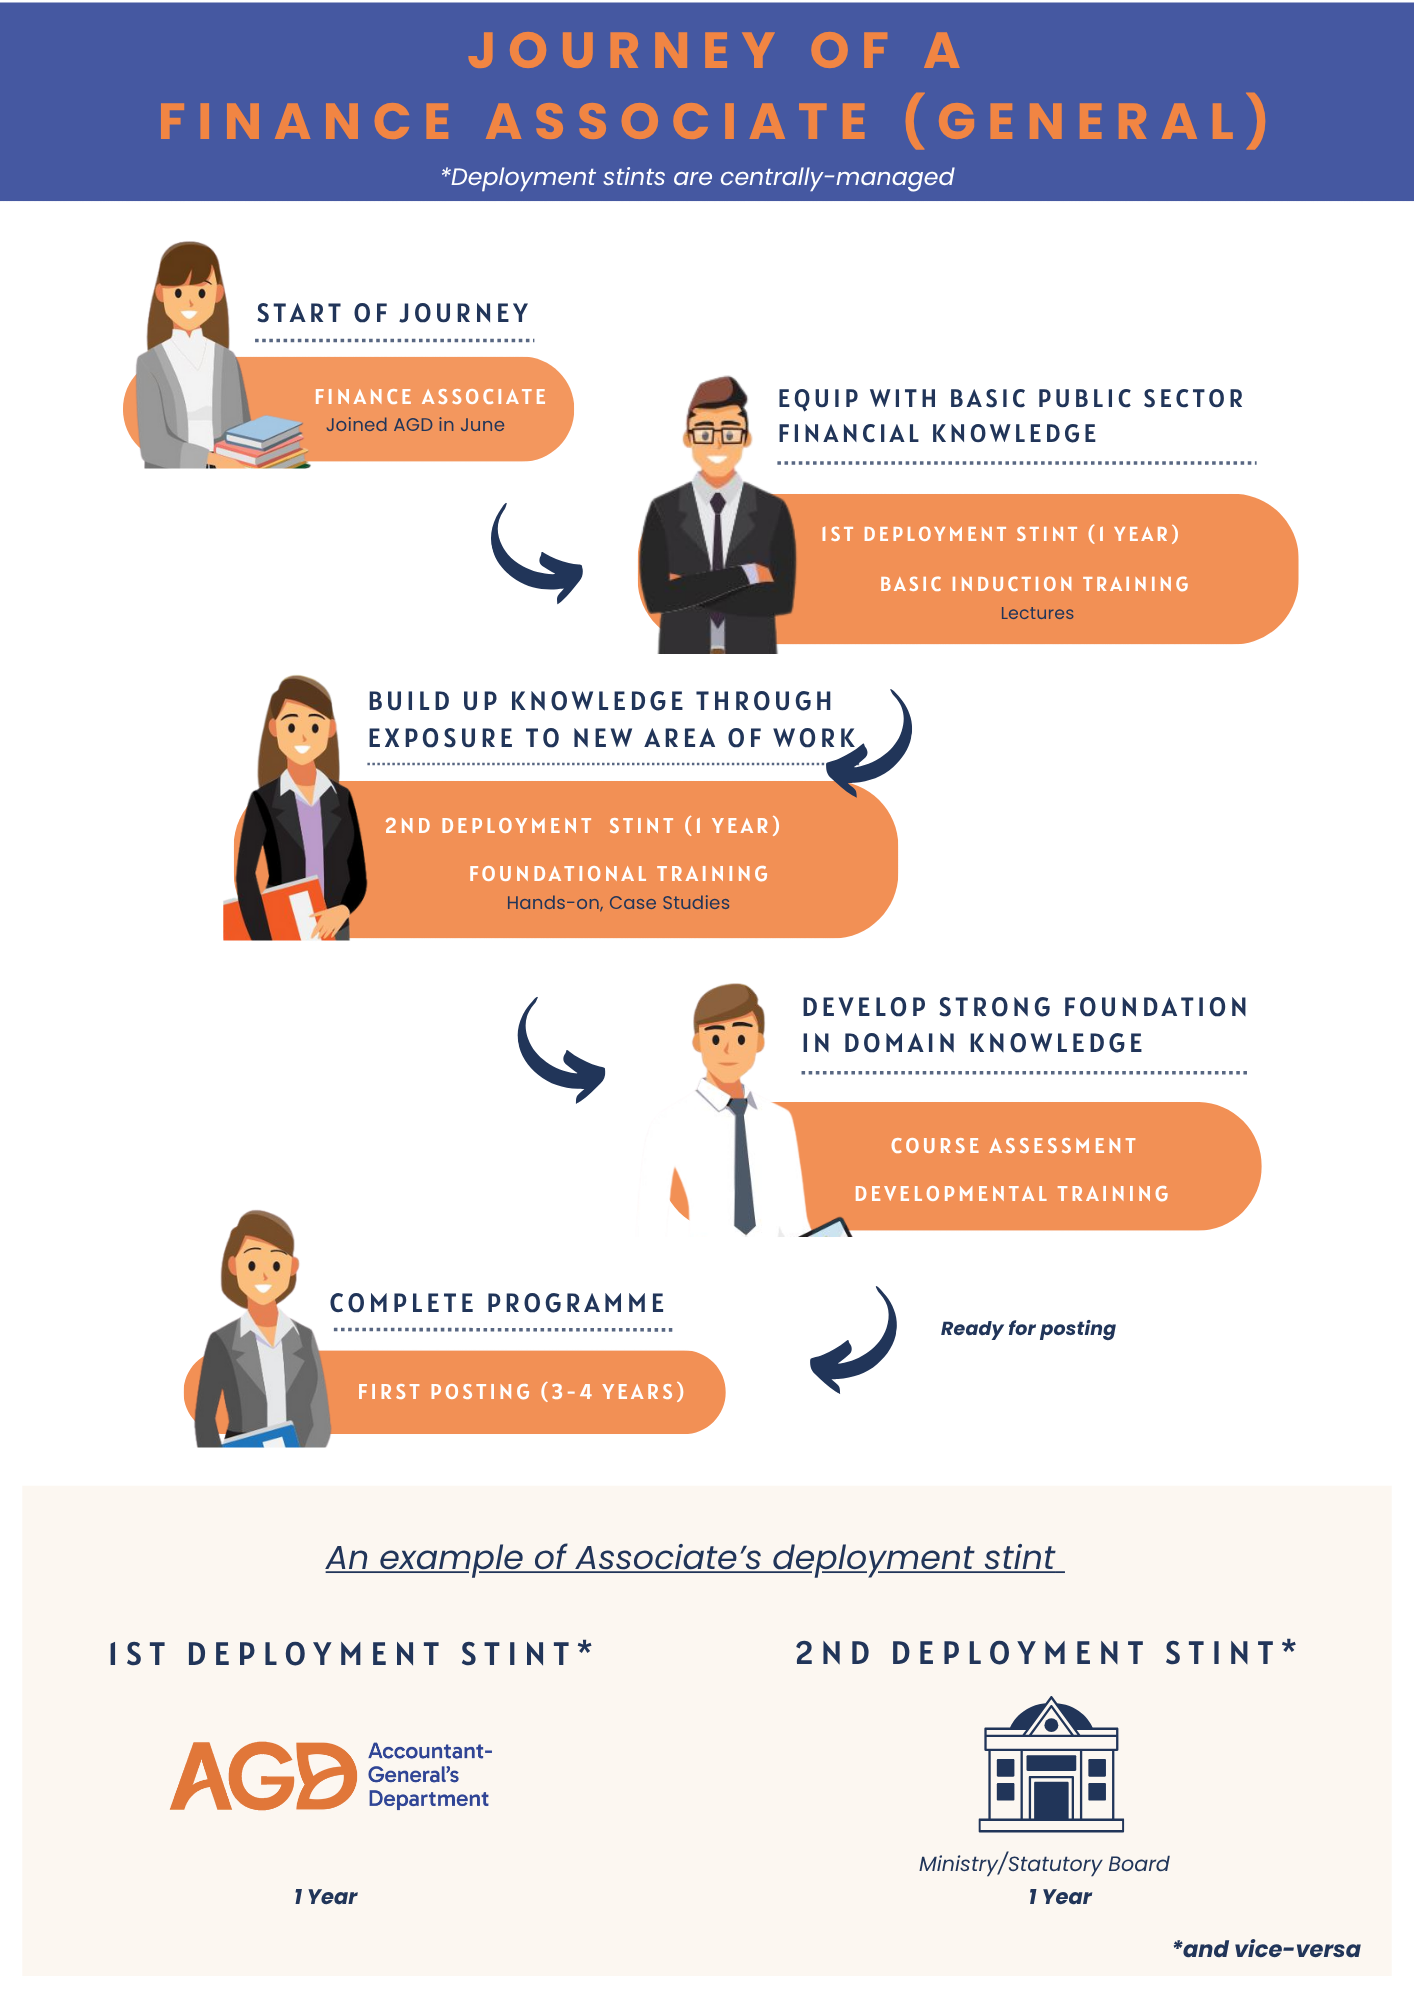 JOURNEY OF A
FINANCE ASSOCIATE (GENERAL)
*Deployment stints are centrally-managed
START OF JOURNEY
FINANCE ASSOCIATE
Joined AGD in June
EQUIP WITH BASIC PUBLIC SECTOR
FINANCIAL KNOWLEDGE
1ST DEPLOYMENT STINT (1 YEAR)
BASIC INDUCTION TRAINING
Lectures
BUILD UP KNOWLEDGE THROUGH
EXPOSURE TO NEW AREA OF WORK
2ND DEPLOYMENT STINT (1 YEAR)
FOUNDATIONAL TRAINING
Hands-on, Case Studies
DEVELOP STRONG FOUNDATION
IN DOMAIN KNOWLEDGE
COURSE ASSESSMENT
DEVELOPMENTAL TRAINING
Ready for posting
COMPLETE PROGRAMME
FIRST POSTING (3-4 YEARS)
An example of Associate's deployment stint
1ST DEPLOYMENT STINT*
AGD
Accountant-
General's
Department
1 Year
2ND DEPLOYMENT STINT*
Ministry/Statutory Board
1 Year
*and vice-versa